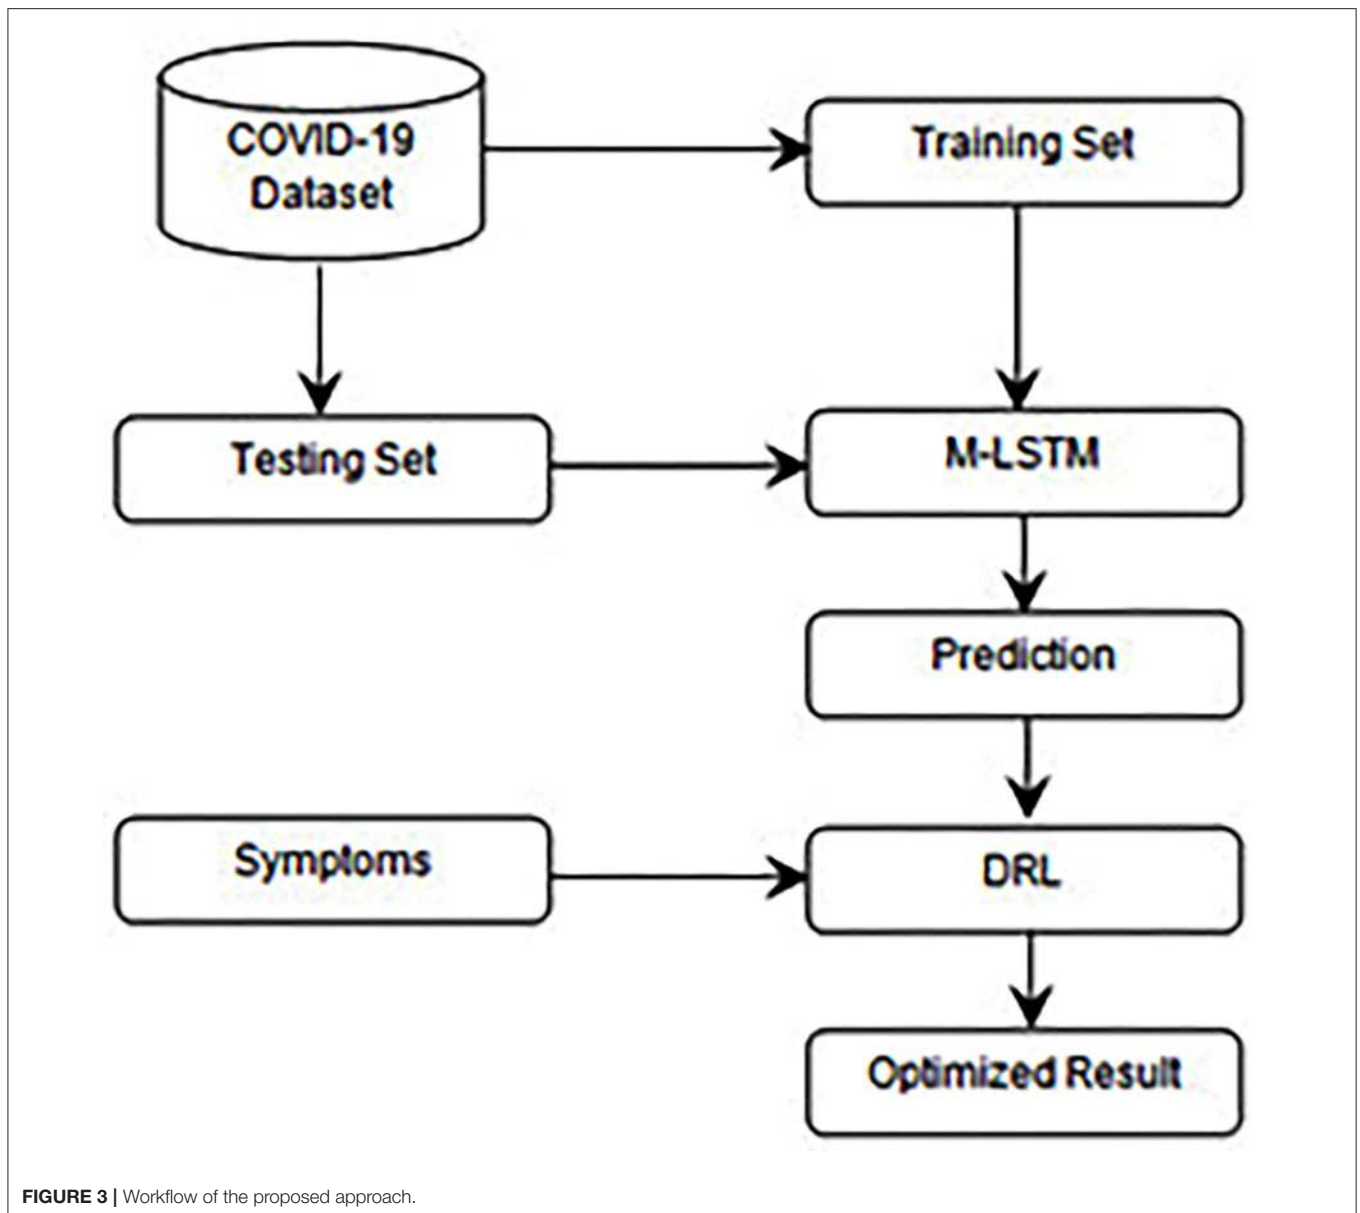 COVID-19
Dataset
Training Set
Testing Set
M-LSTM
Prediction
Symptoms
DRL
Optimized Result
FIGURE 3 | Workflow of the proposed approach.